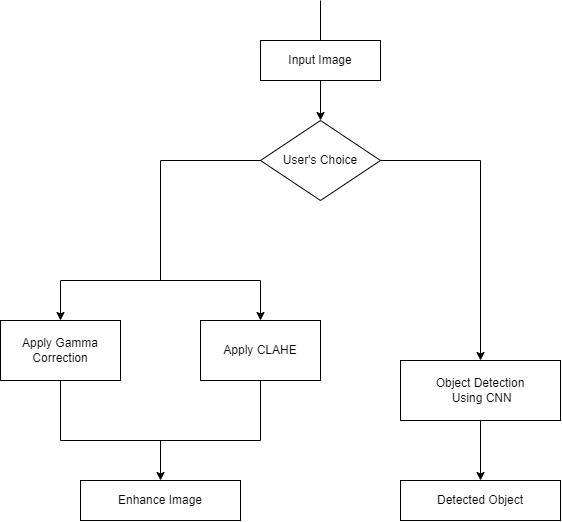 Input Image
User's Choice
Apply Gamma
Correction
Apply CLAHE
Object Detection
Using CNN
Enhance Image
Detected Object